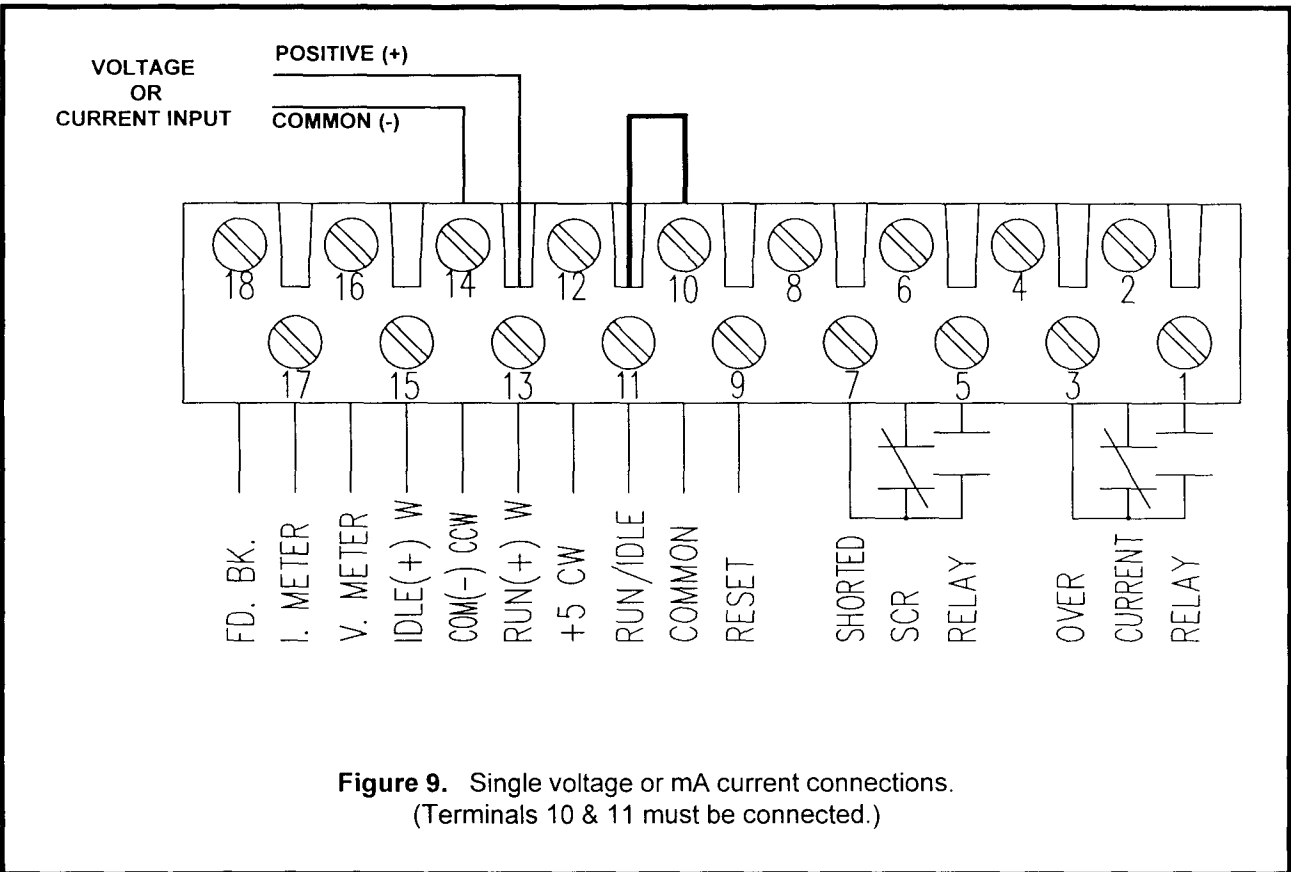 VOLTAGE
OR
CURRENT INPUT
POSITIVE (+)
COMMON (-)
18
16
14
12
10
8
6
4
2
17
15
13
11
9
7
5
3
1
FD. BK.
I. METER
V. METER
IDLE(+) W
COM(-) CCW
RUN(+) W
+5 CW
RUN/IDLE
COMMON
RESET
SHORTED
SCR
RELAY
OVER
CURRENT
RELAY
Figure 9. Single voltage or mA current connections.
(Terminals 10 & 11 must be connected.)